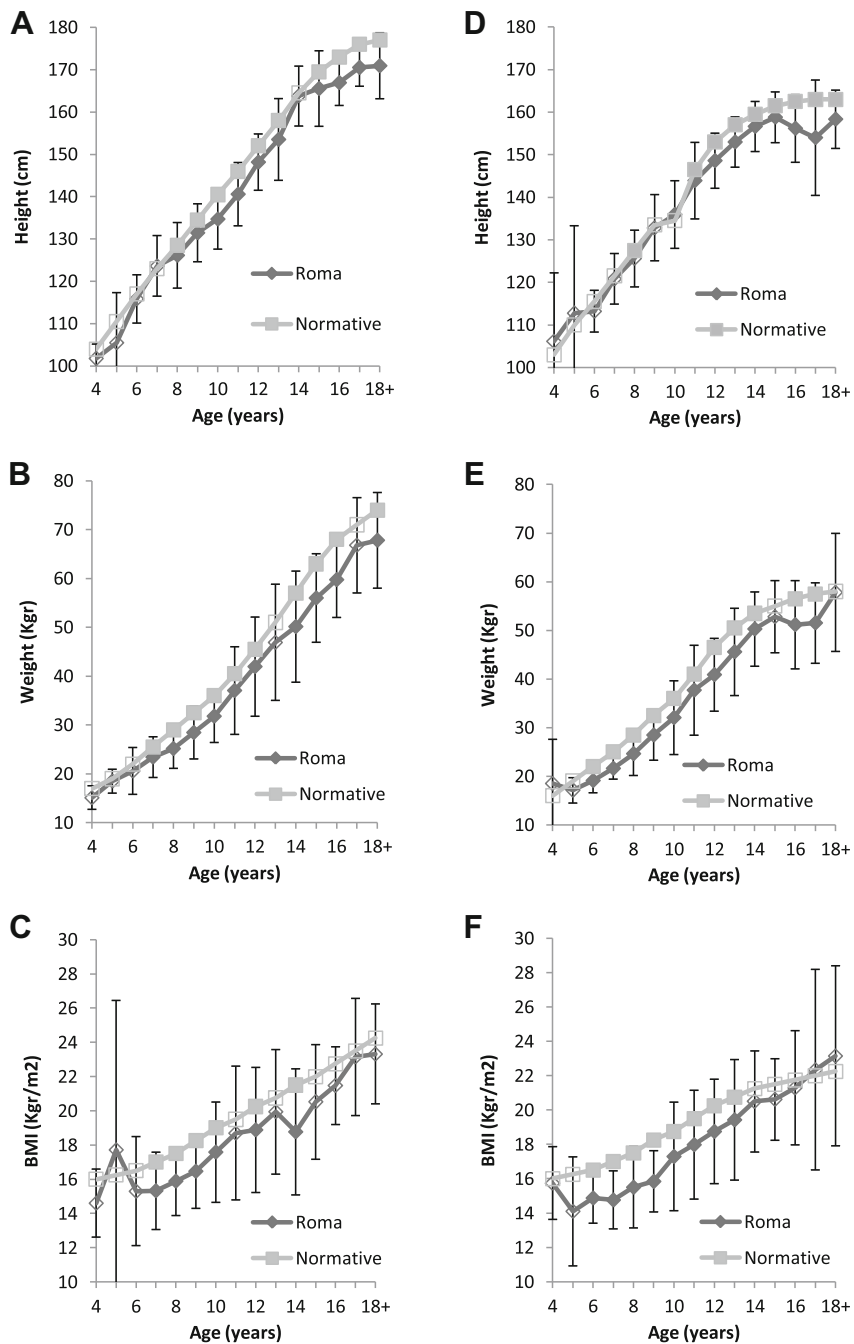 A
180
170
160
150
140
130
120
110
100
Height (cm)
Roma
Normative
4 6 8 10 12 14 16 18+
Age (years)
D
180
170
160
150
140
130
120
110
100
Height (cm)
Roma
Normative
4 6 8 10 12 14 16 18+
Age (years)
B
80
70
60
50
40
30
20
10
Weight (Kgr)
Roma
Normative
4 6 8 10 12 14 16 18+
Age (years)
E
80
70
60
50
40
30
20
10
Weight (Kgr)
Roma
Normative
4 6 8 10 12 14 16 18+
Age (years)
C
30
28
26
24
22
20
18
16
14
12
10
BMI (Kgr/m2)
Roma
Normative
4 6 8 10 12 14 16 18+
Age (years)
F
30
28
26
24
22
20
18
16
14
12
10
BMI (Kgr/m2)
Roma
Normative
4 6 8 10 12 14 16 18+
Age (years)